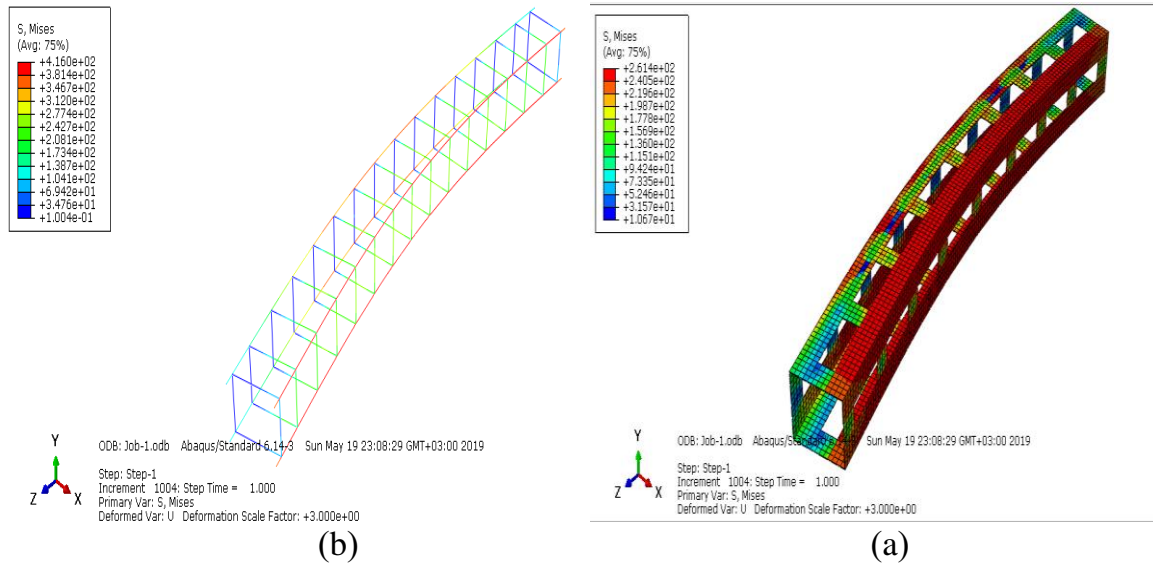 S, Mises
(Avg: 75%)
+4.160e+02
+3.814e+02
+3.467e+02
+3.120e+02
+2.774e+02
+2.427e+02
+2.081e+02
+1.734e+02
+1.387e+02
+1.041e+02
+6.942e+01
+3.476e+01
+1.004e-01
Y
Z
X
ODB: Job-1.odb Abaqus/Standard 6.14-3 Sun May 19 23:08:29 GMT+03:00 2019
Step: Step-1
Increment 1004: Step Time = 1.000
Primary Var: S, Mises
Deformed Var: U Deformation Scale Factor: +3.000e+00
(b)
S, Mises
(Avg: 75%)
+2.614e+02
+2.405e+02
+2.196e+02
+1.987e+02
+1.778e+02
+1.569e+02
+1.360e+02
+1.151e+02
+9.424e+01
+7.335e+01
+5.246e+01
+3.157e+01
+1.067e+01
Y
Z
X
ODB: Job-1.odb Sun May 19 23:08:29 GMT+03:00 2019
Step: Step-1
Increment 1004: Step Time = 1.000
Primary Var: S, Mises
Deformed Var: U Deformation Scale Factor: +3.000e+00
(a)